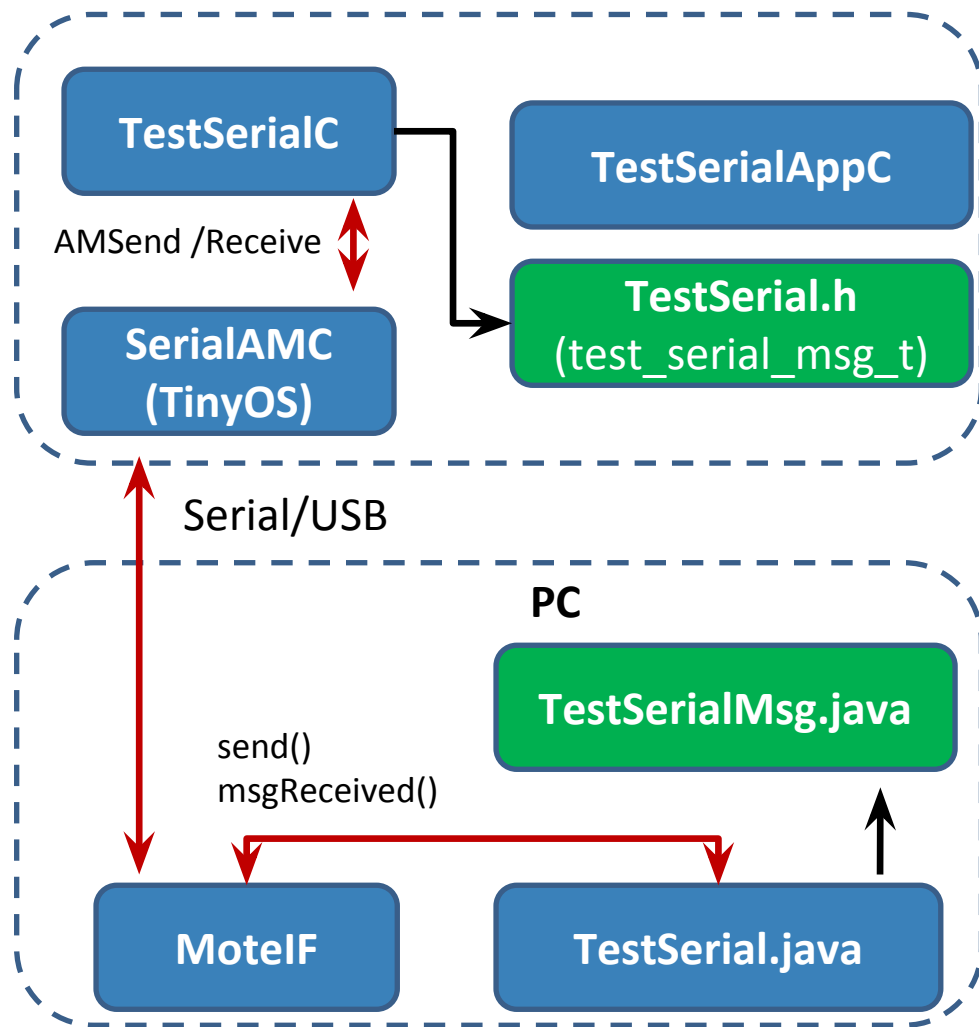 TestSerialC
TestSerialAppC
AMSend /Receive
TestSerial.h
(test_serial_msg_t)
SerialAMC
(TinyOS)
Serial/USB
PC
TestSerialMsg.java
send()
msgReceived()
MoteIF
TestSerial.java